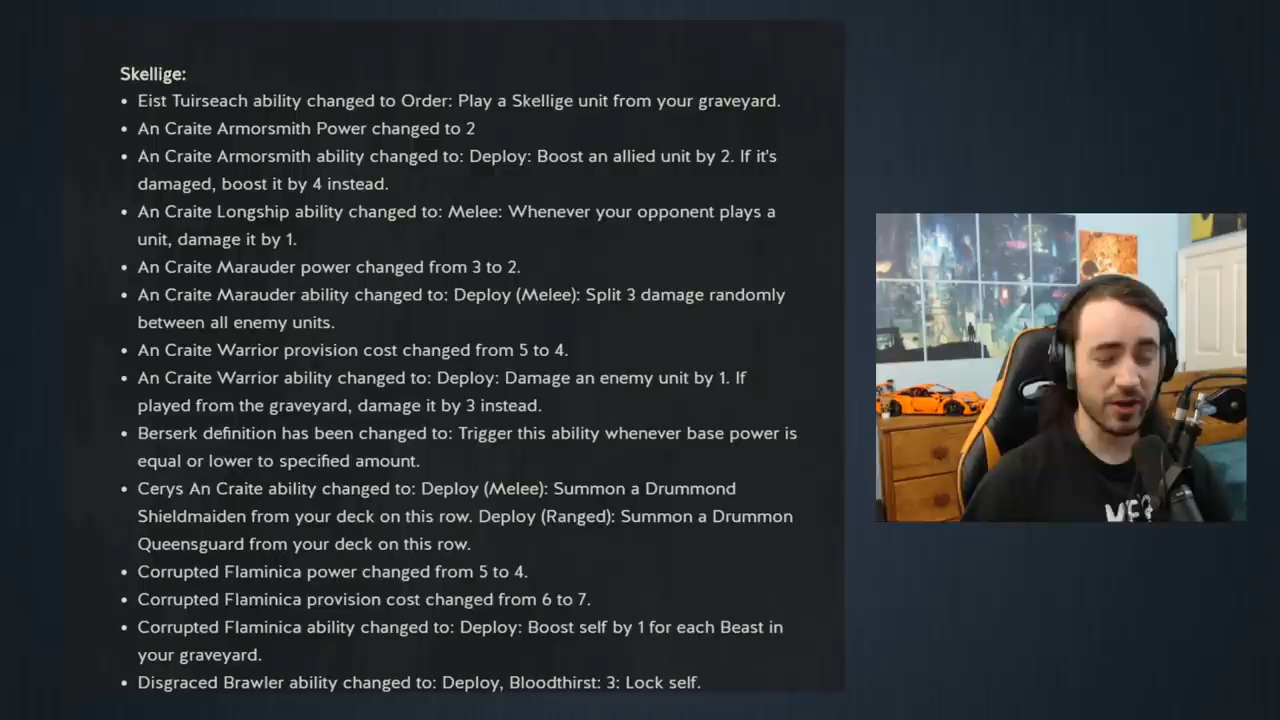 Skellige:
• Eist Tuirseach ability changed to Order: Play a Skellige unit from your graveyard.
• An Craite Armorsmith Power changed to 2
• An Craite Armorsmith ability changed to: Deploy: Boost an allied unit by 2. If it's
damaged, boost it by 4 instead.
• An Craite Longship ability changed to: Melee: Whenever your opponent plays a
unit, damage it by 1.
• An Craite Marauder power changed from 3 to 2.
• An Craite Marauder ability changed to: Deploy (Melee): Split 3 damage randomly
between all enemy units.
• An Craite Warrior provision cost changed from 5 to 4.
• An Craite Warrior ability changed to: Deploy: Damage an enemy unit by 1. If
played from the graveyard, damage it by 3 instead.
• Berserk definition has been changed to: Trigger this ability whenever base power is
equal or lower to specified amount.
• Cerys An Craite ability changed to: Deploy (Melee): Summon a Drummond
Shieldmaiden from your deck on this row. Deploy (Ranged): Summon a Drummon
Queensguard from your deck on this row.
• Corrupted Flaminica power changed from 5 to 4.
• Corrupted Flaminica provision cost changed from 6 to 7.
• Corrupted Flaminica ability changed to: Deploy: Boost self by 1 for each Beast in
your graveyard.
• Disgraced Brawler ability changed to: Deploy, Bloodthirst: 3: Lock self.